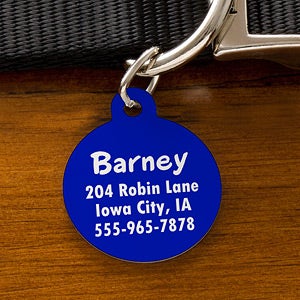 Barney
204 Robin Lane
Iowa City, IA
555-965-7878